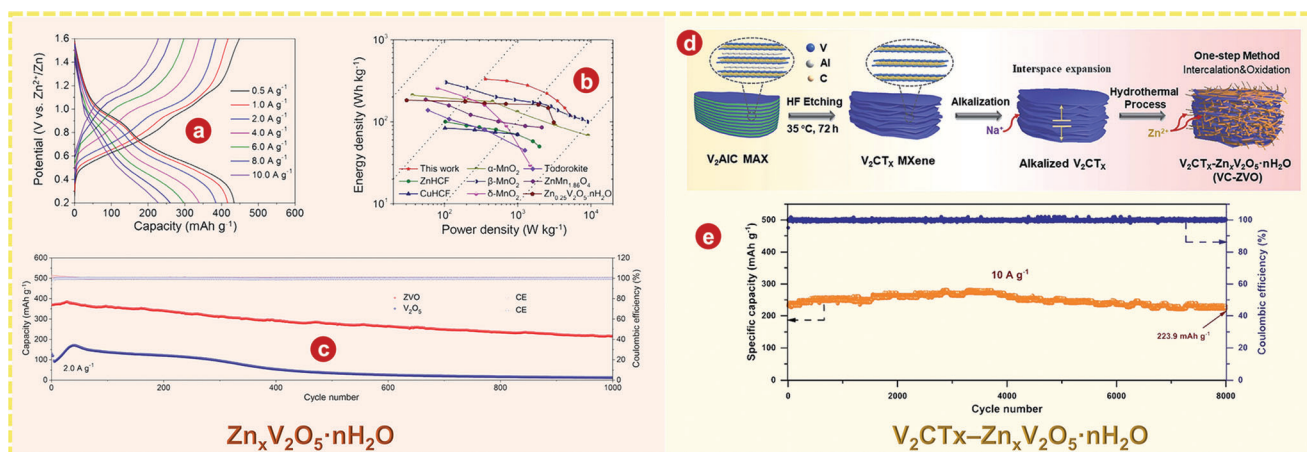 1.6
1.4
1.2
1.0
0.8
0.6
0.4
0.2
Potential (V vs. Zn²⁺/Zn)
0 100 200 300 400 500 600
Capacity (mAh g⁻¹)
0.5 A g⁻¹
1.0 A g⁻¹
2.0 A g⁻¹
4.0 A g⁻¹
6.0 A g⁻¹
8.0 A g⁻¹
10.0 A g⁻¹
a
10³
10²
10¹
Energy density (Wh kg⁻¹)
10¹ 10² 10³ 10⁴
Power density (W kg⁻¹)
This work
ZnHCF
CuHCF
α-MnO₂
β-MnO₂
δ-MnO₂
Todorokite
ZnMn₁.₈₆O₄
Zn₀.₂₅V₂O₅·nH₂O
b
600
500
400
300
200
100
0
Capacity (mAh g⁻¹)
0 200 400 600 800 1000
Cycle number
120
100
80
60
40
20
0
Coulombic efficiency (%)
ZVO CE
V₂O₅ CE
2.0 A g⁻¹
c
ZnₓV₂O₅·nH₂O
d
V
Al
C
V₂AlC MAX
HF Etching
35 °C, 72 h
V₂CTₓ MXene
Alkalization
Na⁺
Interspace expansion
Alkalized V₂CTₓ
Hydrothermal
Process
Zn²⁺
One-step Method
Intercalation&Oxidation
V₂CTₓ-ZnₓV₂O₅·nH₂O
(VC-ZVO)
e
500
400
300
200
100
0
Specific capacity (mAh g⁻¹)
0 2000 4000 6000 8000
Cycle number
100
80
60
40
20
0
Coulombic efficiency (%)
10 A g⁻¹
223.9 mAh g⁻¹
V₂CTx–ZnₓV₂O₅·nH₂O